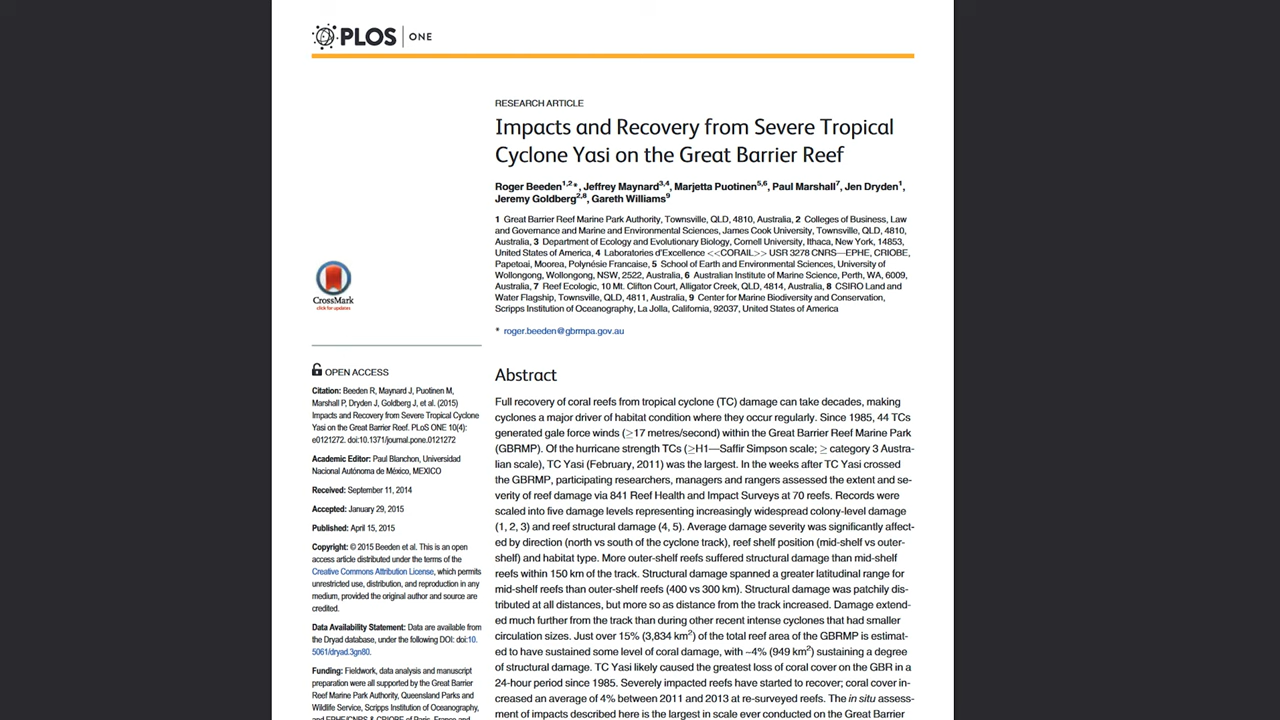 PLOS | ONE
RESEARCH ARTICLE
Impacts and Recovery from Severe Tropical
Cyclone Yasi on the Great Barrier Reef
Roger Beeden1,2*, Jeffrey Maynard3,4, Marjetta Puotinen5,6, Paul Marshall7, Jen Dryden1,
Jeremy Goldberg2,8, Gareth Williams9
1 Great Barrier Reef Marine Park Authority, Townsville, QLD, 4810, Australia, 2 Colleges of Business, Law
and Governance and Marine and Environmental Sciences, James Cook University, Townsville, QLD, 4810,
Australia, 3 Department of Ecology and Evolutionary Biology, Cornell University, Ithaca, New York, 14853,
United States of America, 4 Laboratories d'Excellence <<CORAIL>> USR 3278 CNRS—EPHE, CRIOBE,
Papetoai, Moorea, Polynésie Francaise, 5 School of Earth and Environmental Sciences, University of
Wollongong, Wollongong, NSW, 2522, Australia, 6 Australian Institute of Marine Science, Perth, WA, 6009,
Australia, 7 Reef Ecologic, 10 Mt. Clifton Court, Alligator Creek, QLD, 4814, Australia, 8 CSIRO Land and
Water Flagship, Townsville, QLD, 4811, Australia, 9 Center for Marine Biodiversity and Conservation,
Scripps Institution of Oceanography, La Jolla, California, 92037, United States of America
* roger.beeden@gbrmpa.gov.au
CrossMark
click for updates
OPEN ACCESS
Citation: Beeden R, Maynard J, Puotinen M,
Marshall P, Dryden J, Goldberg J, et al. (2015)
Impacts and Recovery from Severe Tropical Cyclone
Yasi on the Great Barrier Reef. PLoS ONE 10(4):
e0121272. doi:10.1371/journal.pone.0121272
Academic Editor: Paul Blanchon, Universidad
Nacional Autónoma de México, MEXICO
Received: September 11, 2014
Accepted: January 29, 2015
Published: April 15, 2015
Copyright: © 2015 Beeden et al. This is an open
access article distributed under the terms of the
Creative Commons Attribution License, which permits
unrestricted use, distribution, and reproduction in any
medium, provided the original author and source are
credited.
Data Availability Statement: Data are available from
the Dryad database, under the following DOI: doi:10.
5061/dryad.3gn80.
Funding: Fieldwork, data analysis and manuscript
preparation were all supported by the Great Barrier
Reef Marine Park Authority, Queensland Parks and
Wildlife Service, Scripps Institution of Oceanography,
and EPHE/CNRS & CRIOBE of Paris, France and
Abstract
Full recovery of coral reefs from tropical cyclone (TC) damage can take decades, making
cyclones a major driver of habitat condition where they occur regularly. Since 1985, 44 TCs
generated gale force winds (≥17 metres/second) within the Great Barrier Reef Marine Park
(GBRMP). Of the hurricane strength TCs (≥H1—Saffir Simpson scale; ≥ category 3 Austra-
lian scale), TC Yasi (February, 2011) was the largest. In the weeks after TC Yasi crossed
the GBRMP, participating researchers, managers and rangers assessed the extent and se-
verity of reef damage via 841 Reef Health and Impact Surveys at 70 reefs. Records were
scaled into five damage levels representing increasingly widespread colony-level damage
(1, 2, 3) and reef structural damage (4, 5). Average damage severity was significantly affect-
ed by direction (north vs south of the cyclone track), reef shelf position (mid-shelf vs outer-
shelf) and habitat type. More outer-shelf reefs suffered structural damage than mid-shelf
reefs within 150 km of the track. Structural damage spanned a greater latitudinal range for
mid-shelf reefs than outer-shelf reefs (400 vs 300 km). Structural damage was patchily dis-
tributed at all distances, but more so as distance from the track increased. Damage extend-
ed much further from the track than during other recent intense cyclones that had smaller
circulation sizes. Just over 15% (3,834 km2) of the total reef area of the GBRMP is estimat-
ed to have sustained some level of coral damage, with ~4% (949 km2) sustaining a degree
of structural damage. TC Yasi likely caused the greatest loss of coral cover on the GBR in a
24-hour period since 1985. Severely impacted reefs have started to recover; coral cover in-
creased an average of 4% between 2011 and 2013 at re-surveyed reefs. The in situ assess-
ment of impacts described here is the largest in scale ever conducted on the Great Barrier